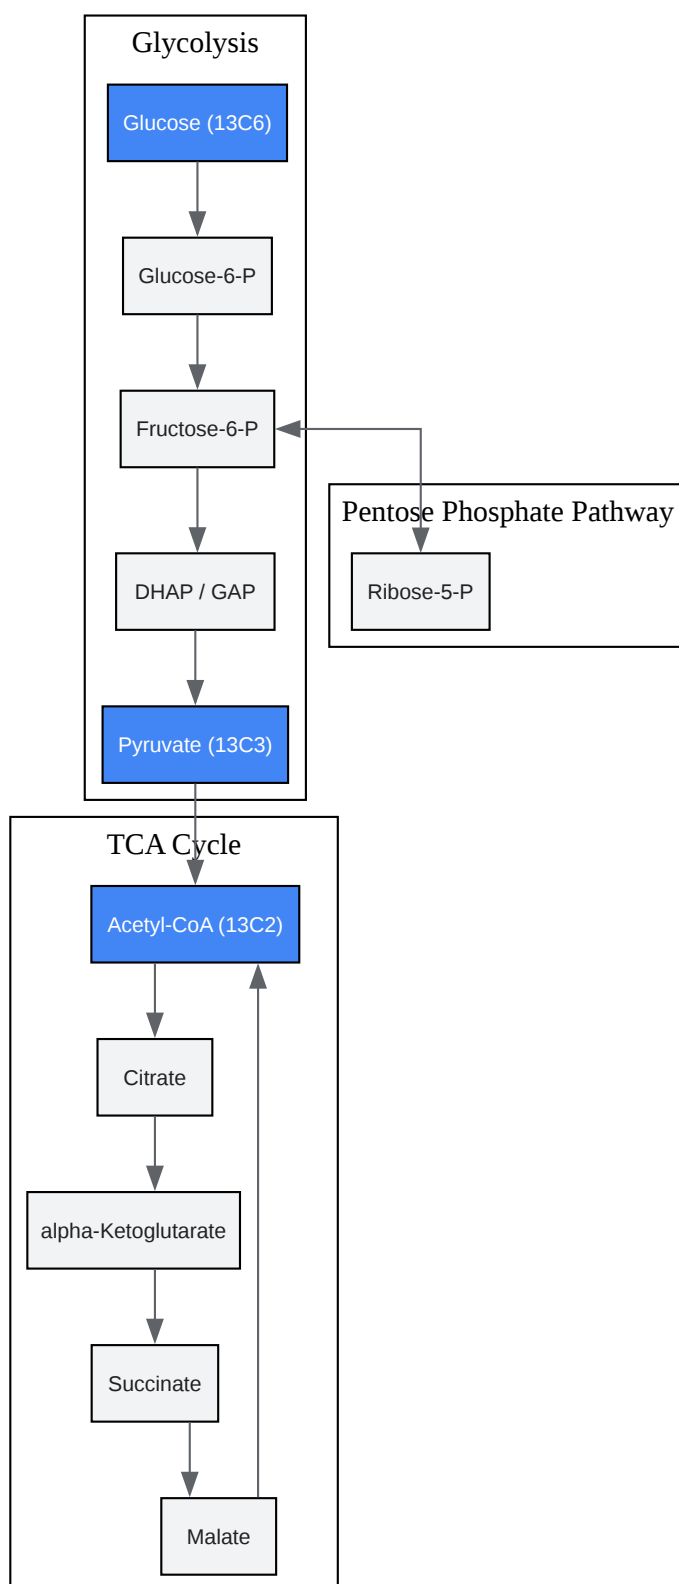 Glycolysis
Glucose (13C6)
Glucose-6-P
Fructose-6-P
Pentose Phosphate Pathway
DHAP / GAP
Ribose-5-P
Pyruvate (13C3)
TCA Cycle
Acetyl-CoA (13C2)
Citrate
alpha-Ketoglutarate
Succinate
Malate